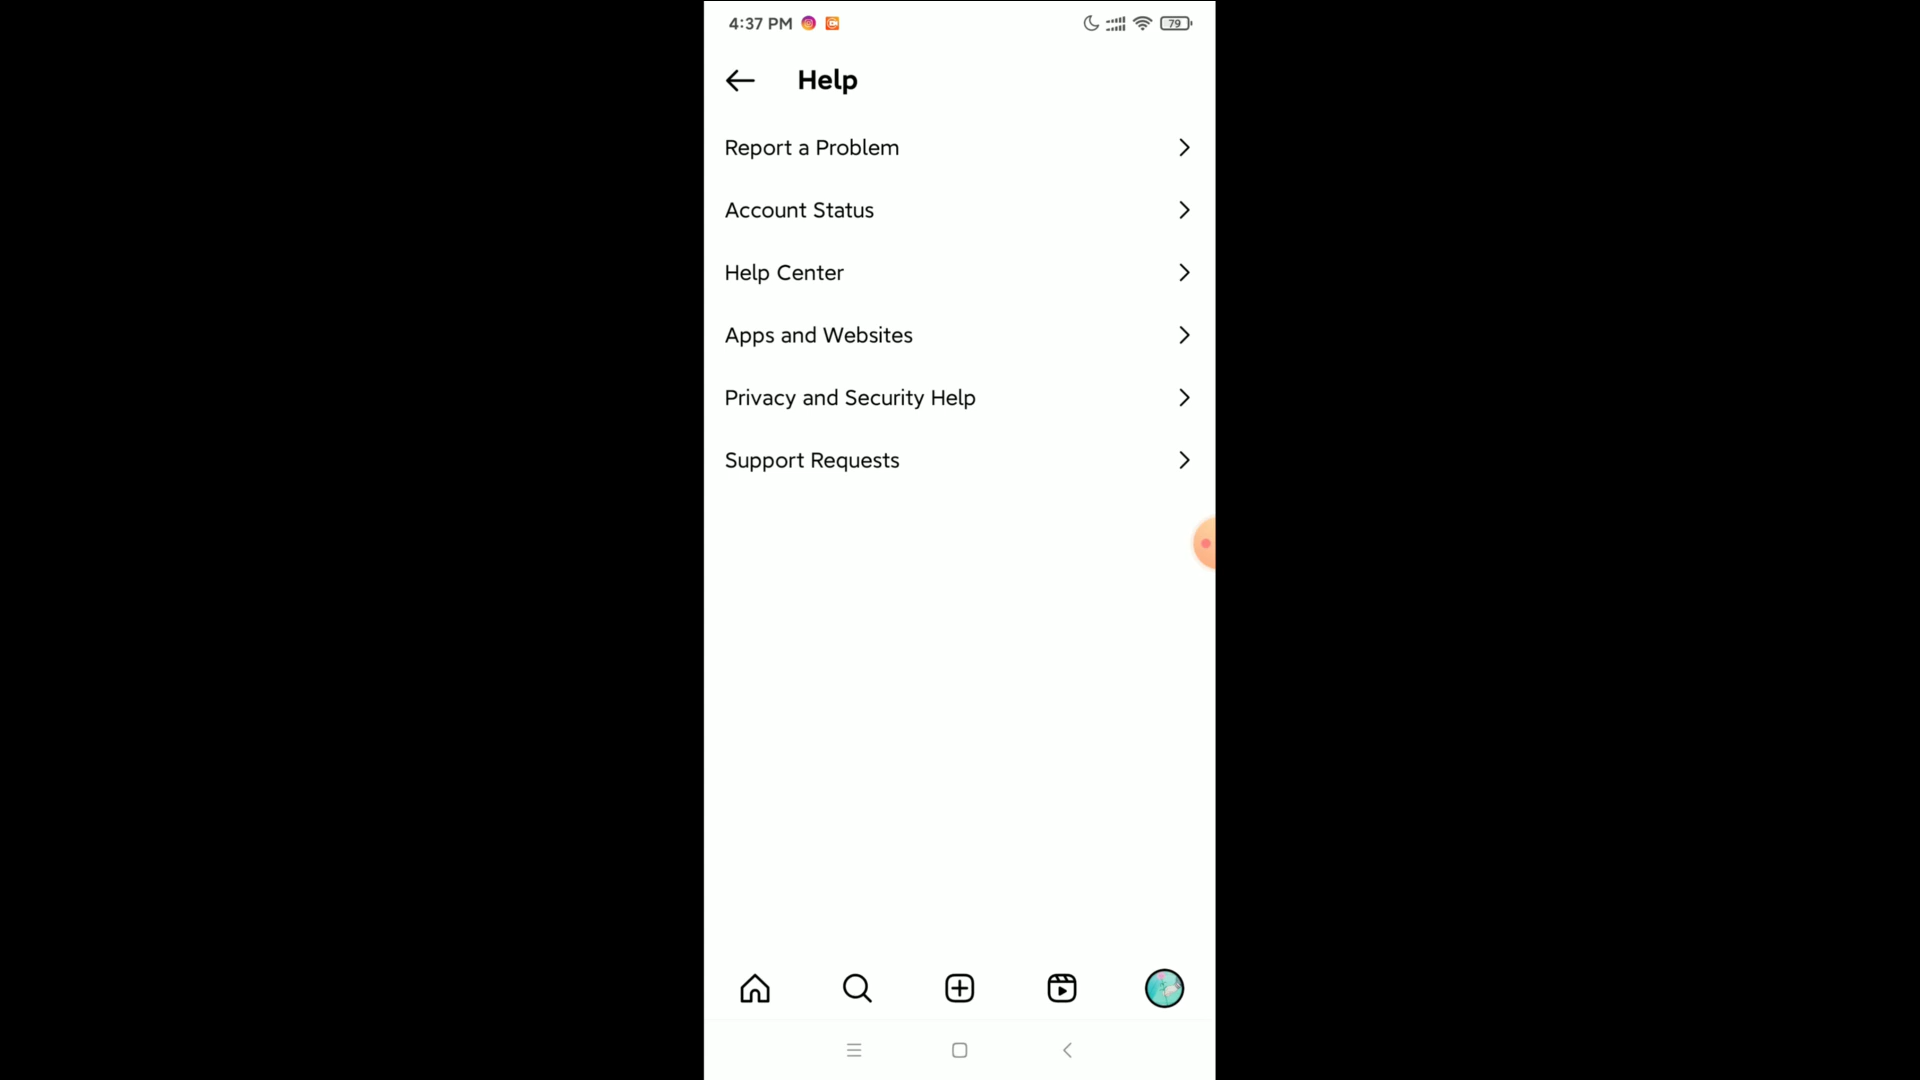 4:37 PM
79
Help
Report a Problem
Account Status
Help Center
Apps and Websites
Privacy and Security Help
Support Requests